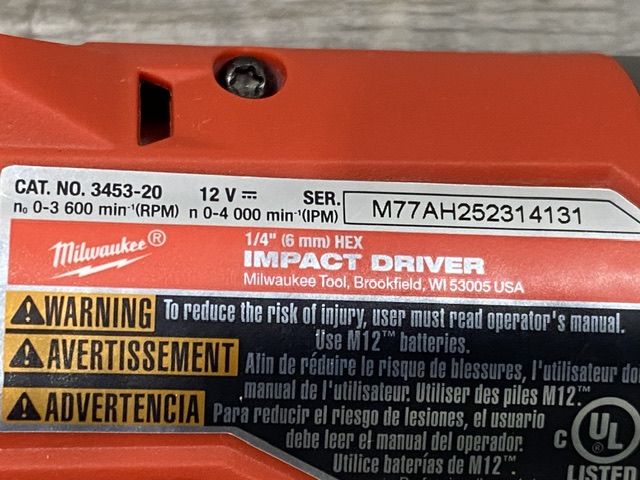 CAT. NO. 3453-20 12 V ⎓ SER. M77AH252314131
n₀ 0-3 600 min⁻¹(RPM) n 0-4 000 min⁻¹(IPM)
Milwaukee®
1/4" (6 mm) HEX
IMPACT DRIVER
Milwaukee Tool, Brookfield, WI 53005 USA
WARNING To reduce the risk of injury, user must read operator's manual.
Use M12™ batteries.
AVERTISSEMENT Afin de réduire le risque de blessures, l'utilisateur
manuel de l'utilisateur. Utiliser des piles M12.™
ADVERTENCIA Para reducir el riesgo de lesiones, el usuario
debe leer el manual del operador.
Utilice baterías de M12™.
C UL
LISTED